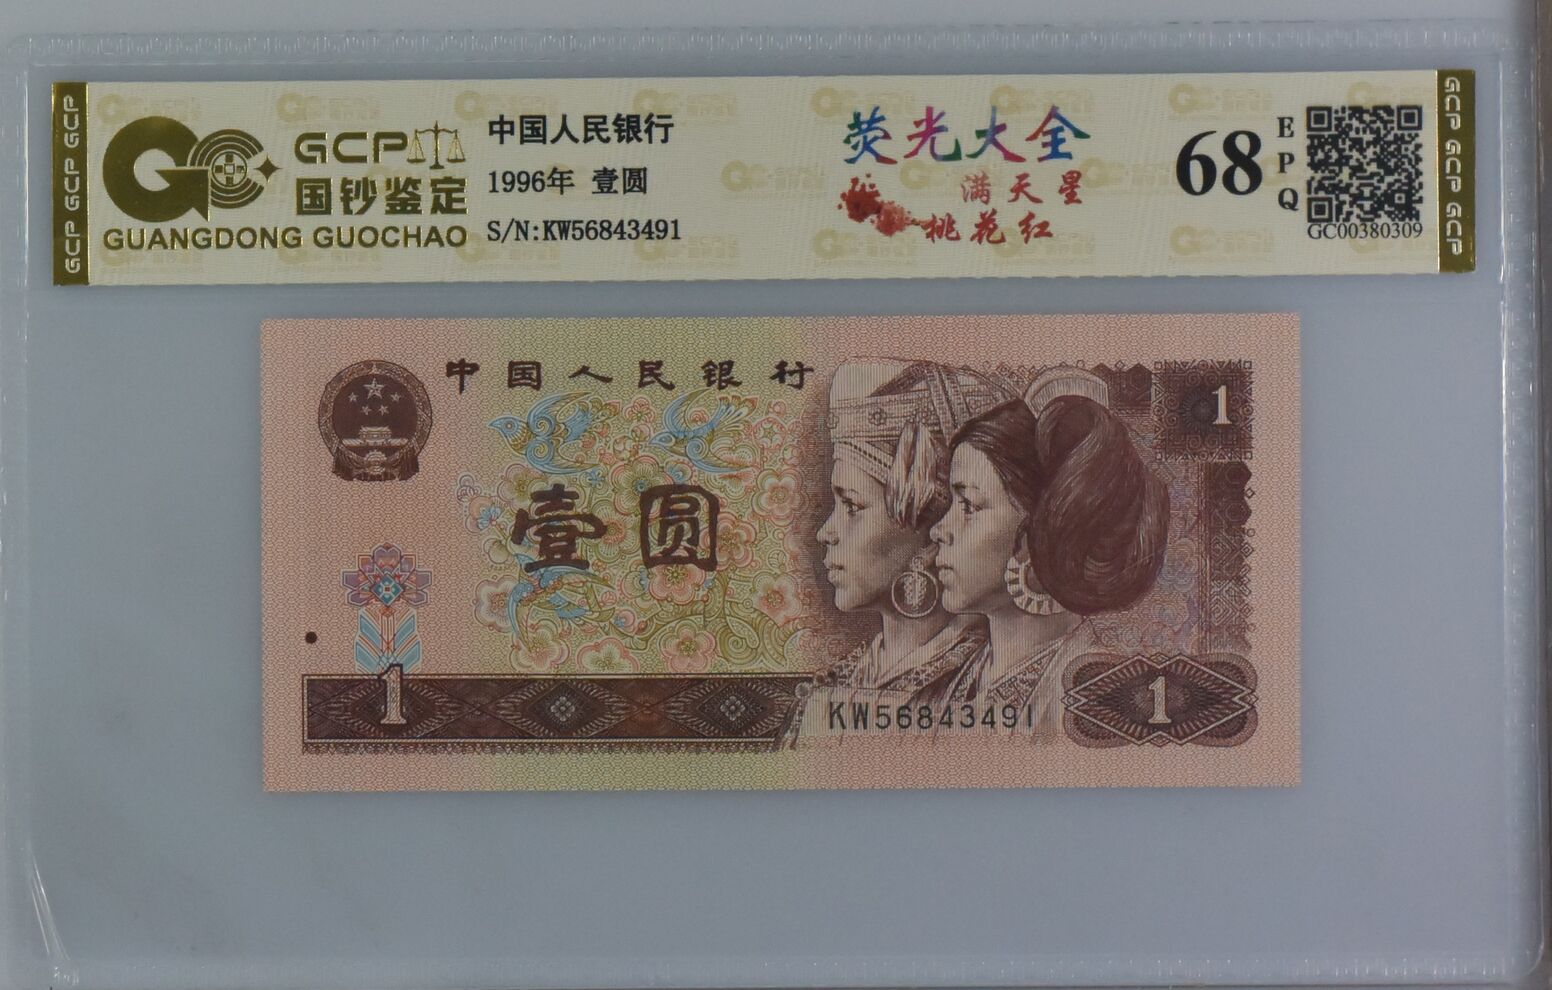 GCP GCP GCP
GCP
国钞鉴定
GUANGDONG GUOCHAO
中国人民银行
1996年 壹圆
S/N:KW56843491
荧光大全
满天星
桃花红
68
EPQ
GC00380309
GCP GCP GCP
中国人民银行
1
壹圆
1
KW56843491
1